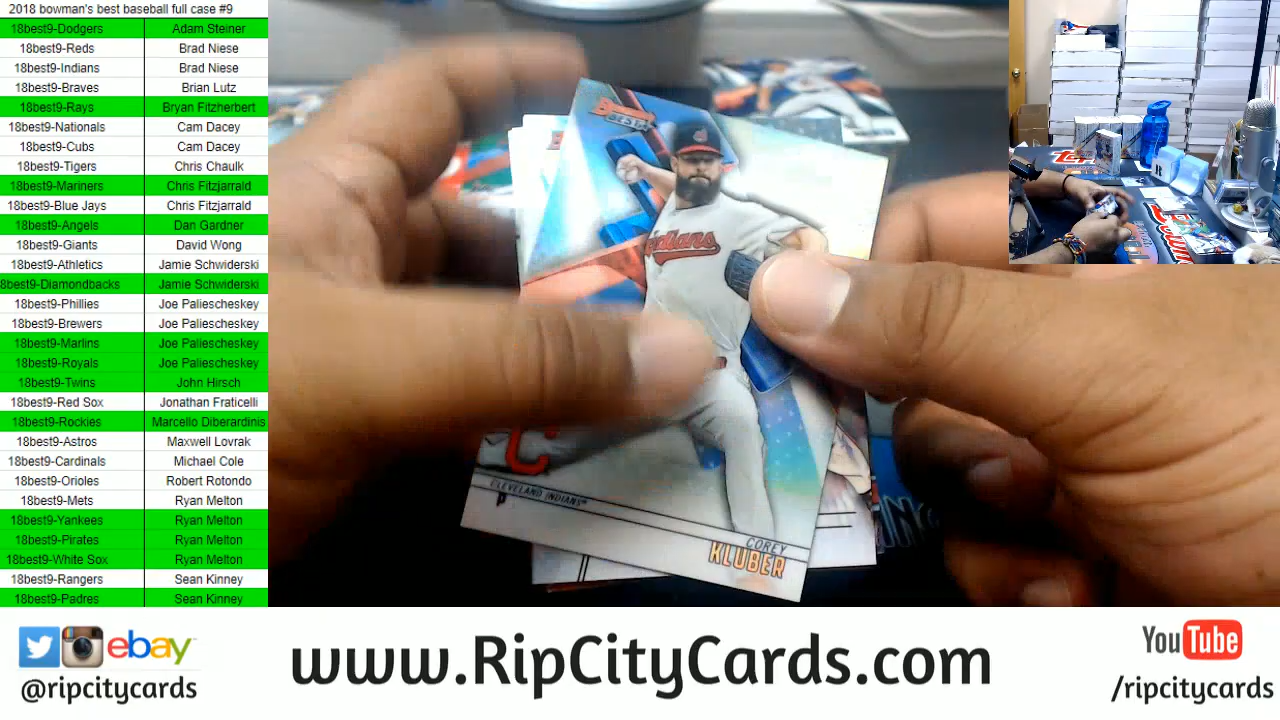 2018 bowman's best baseball full case #9
18best9-Dodgers Adam Steiner
18best9-Reds Brad Niese
18best9-Indians Brad Niese
18best9-Braves Brian Lutz
18best9-Rays Bryan Fitzherbert
18best9-Nationals Cam Dacey
18best9-Cubs Cam Dacey
18best9-Tigers Chris Chaulk
18best9-Mariners Chris Fitzjarrald
18best9-Blue Jays Chris Fitzjarrald
18best9-Angels Dan Gardner
18best9-Giants David Wong
18best9-Athletics Jamie Schwiderski
8best9-Diamondbacks Jamie Schwiderski
18best9-Phillies Joe Paliescheskey
18best9-Brewers Joe Paliescheskey
18best9-Marlins Joe Paliescheskey
18best9-Royals Joe Paliescheskey
18best9-Twins John Hirsch
18best9-Red Sox Jonathan Fraticelli
18best9-Rockies Marcello Diberardinis
18best9-Astros Maxwell Lovrak
18best9-Cardinals Michael Cole
18best9-Orioles Robert Rotondo
18best9-Mets Ryan Melton
18best9-Yankees Ryan Melton
18best9-Pirates Ryan Melton
18best9-White Sox Ryan Melton
18best9-Rangers Sean Kinney
18best9-Padres Sean Kinney
BEST
Indians
C
CLEVELAND INDIANS
P
COREY
KLUBER
ebay
@ripcitycards
www.RipCityCards.com
YouTube
/ripcitycards